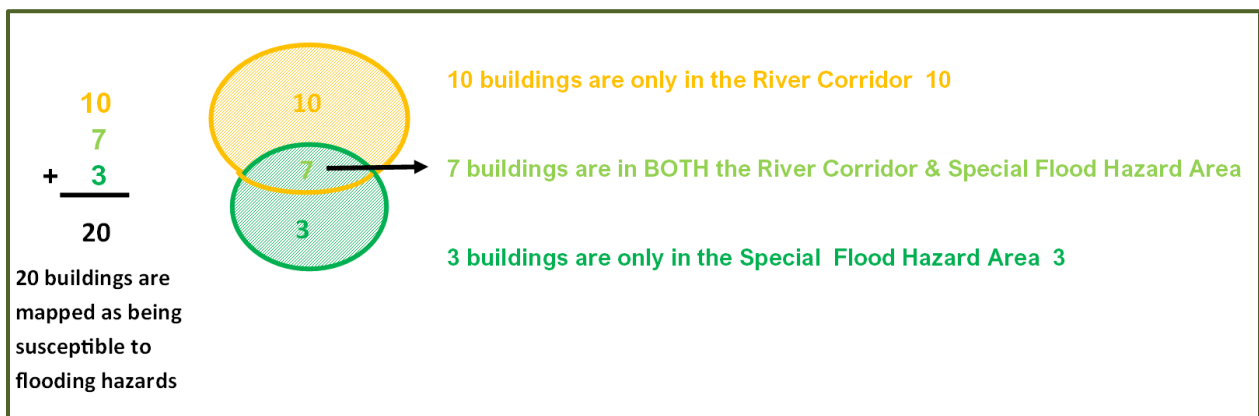 10
7
+ 3
20
20 buildings are
mapped as being
susceptible to
flooding hazards
10
7
3
10 buildings are only in the River Corridor 10
7 buildings are in BOTH the River Corridor & Special Flood Hazard Area
3 buildings are only in the Special Flood Hazard Area 3